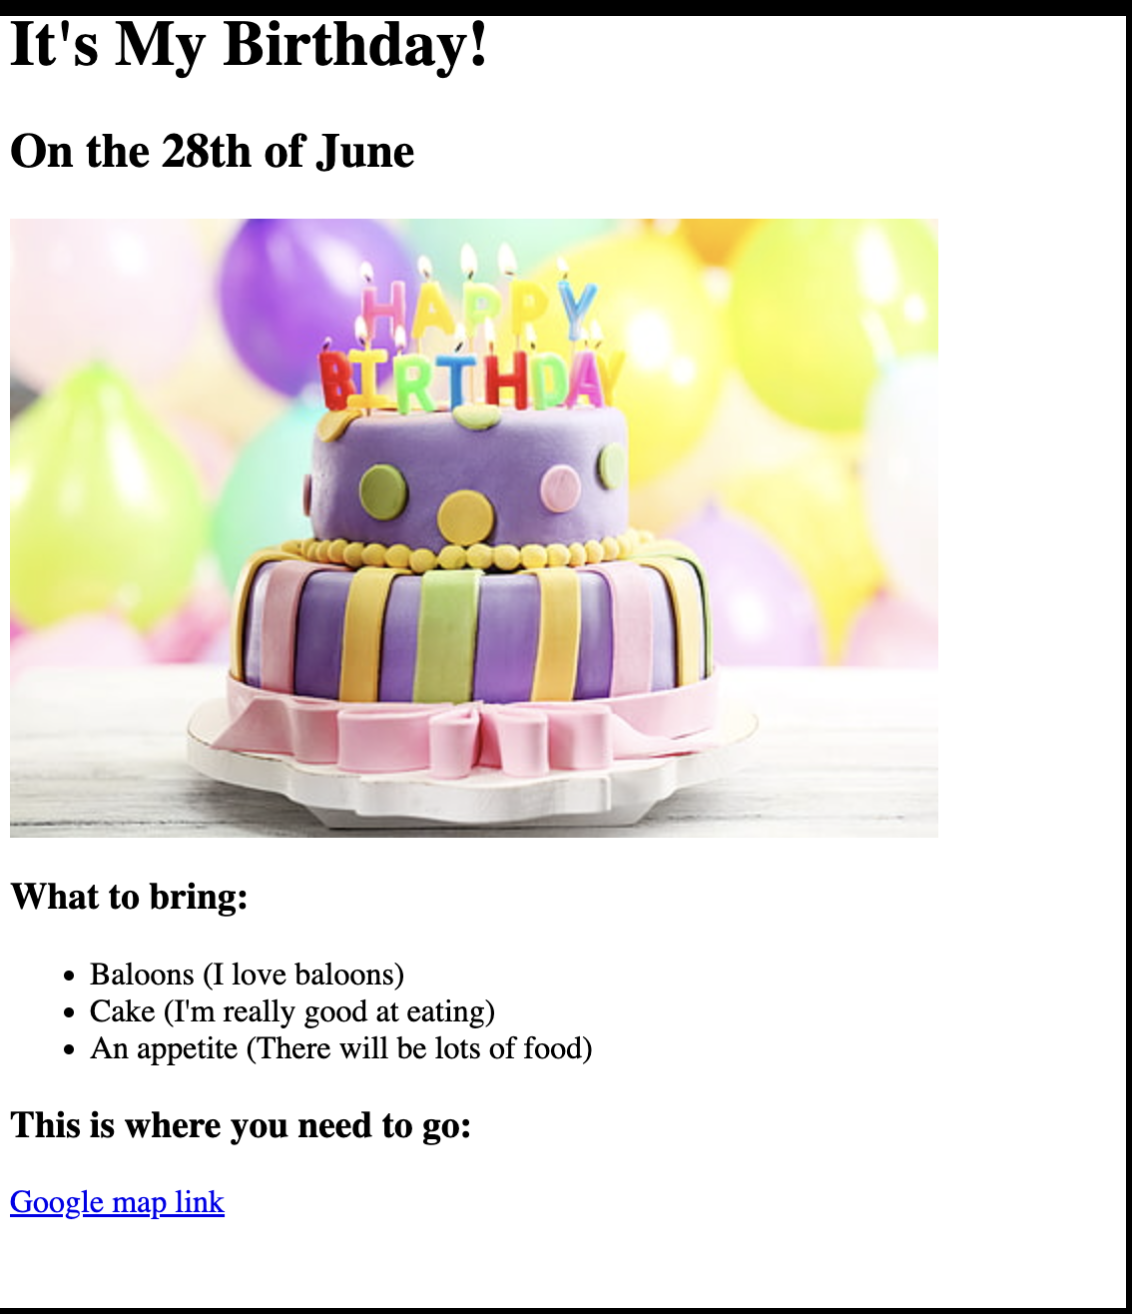 It's My Birthday!
On the 28th of June
HAPPY
BIRTHDAY
What to bring:
Baloons (I love baloons)
Cake (I'm really good at eating)
An appetite (There will be lots of food)
This is where you need to go:
Google map link